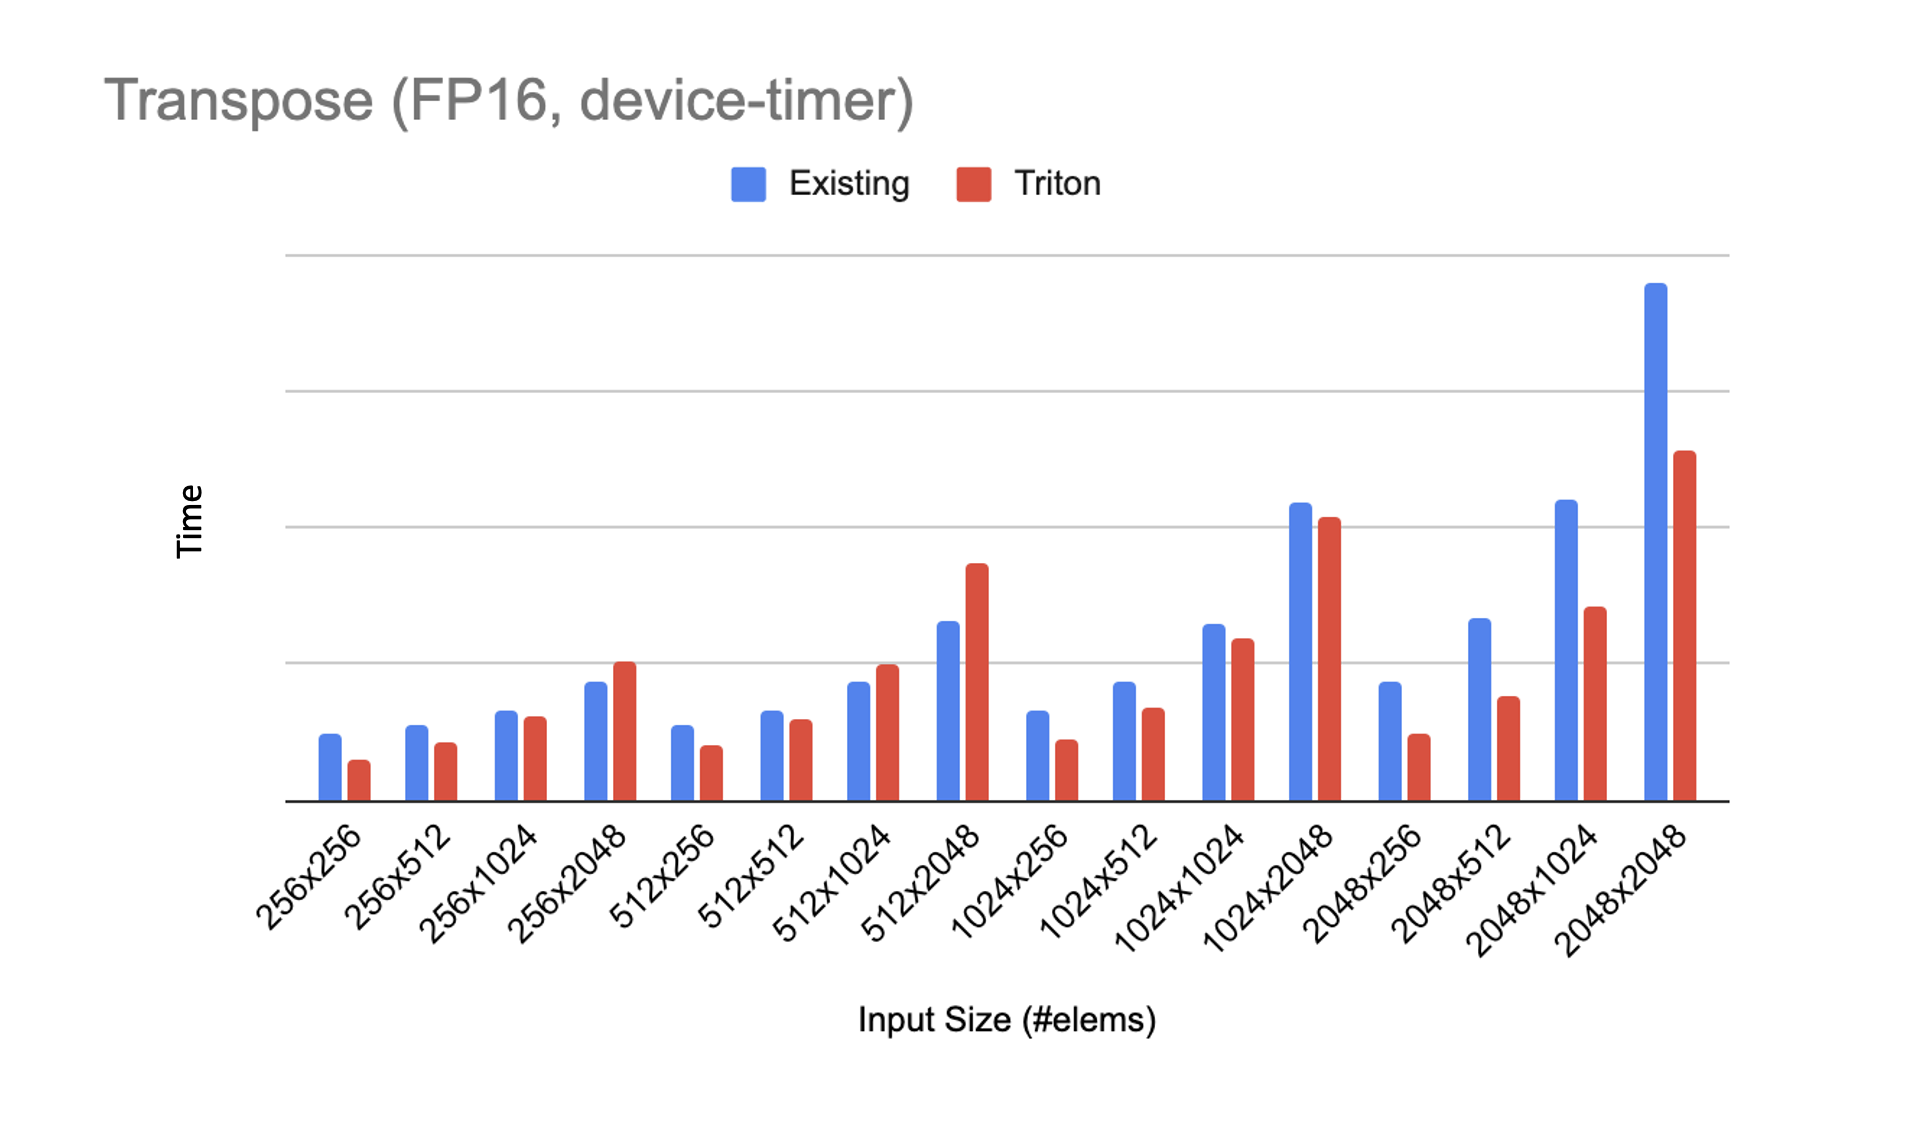 Transpose (FP16, device-timer)
Existing
Triton
Time
256x256
256x512
256x1024
256x2048
512x256
512x512
512x1024
512x2048
1024x256
1024x512
1024x1024
1024x2048
2048x256
2048x512
2048x1024
2048x2048
Input Size (#elems)